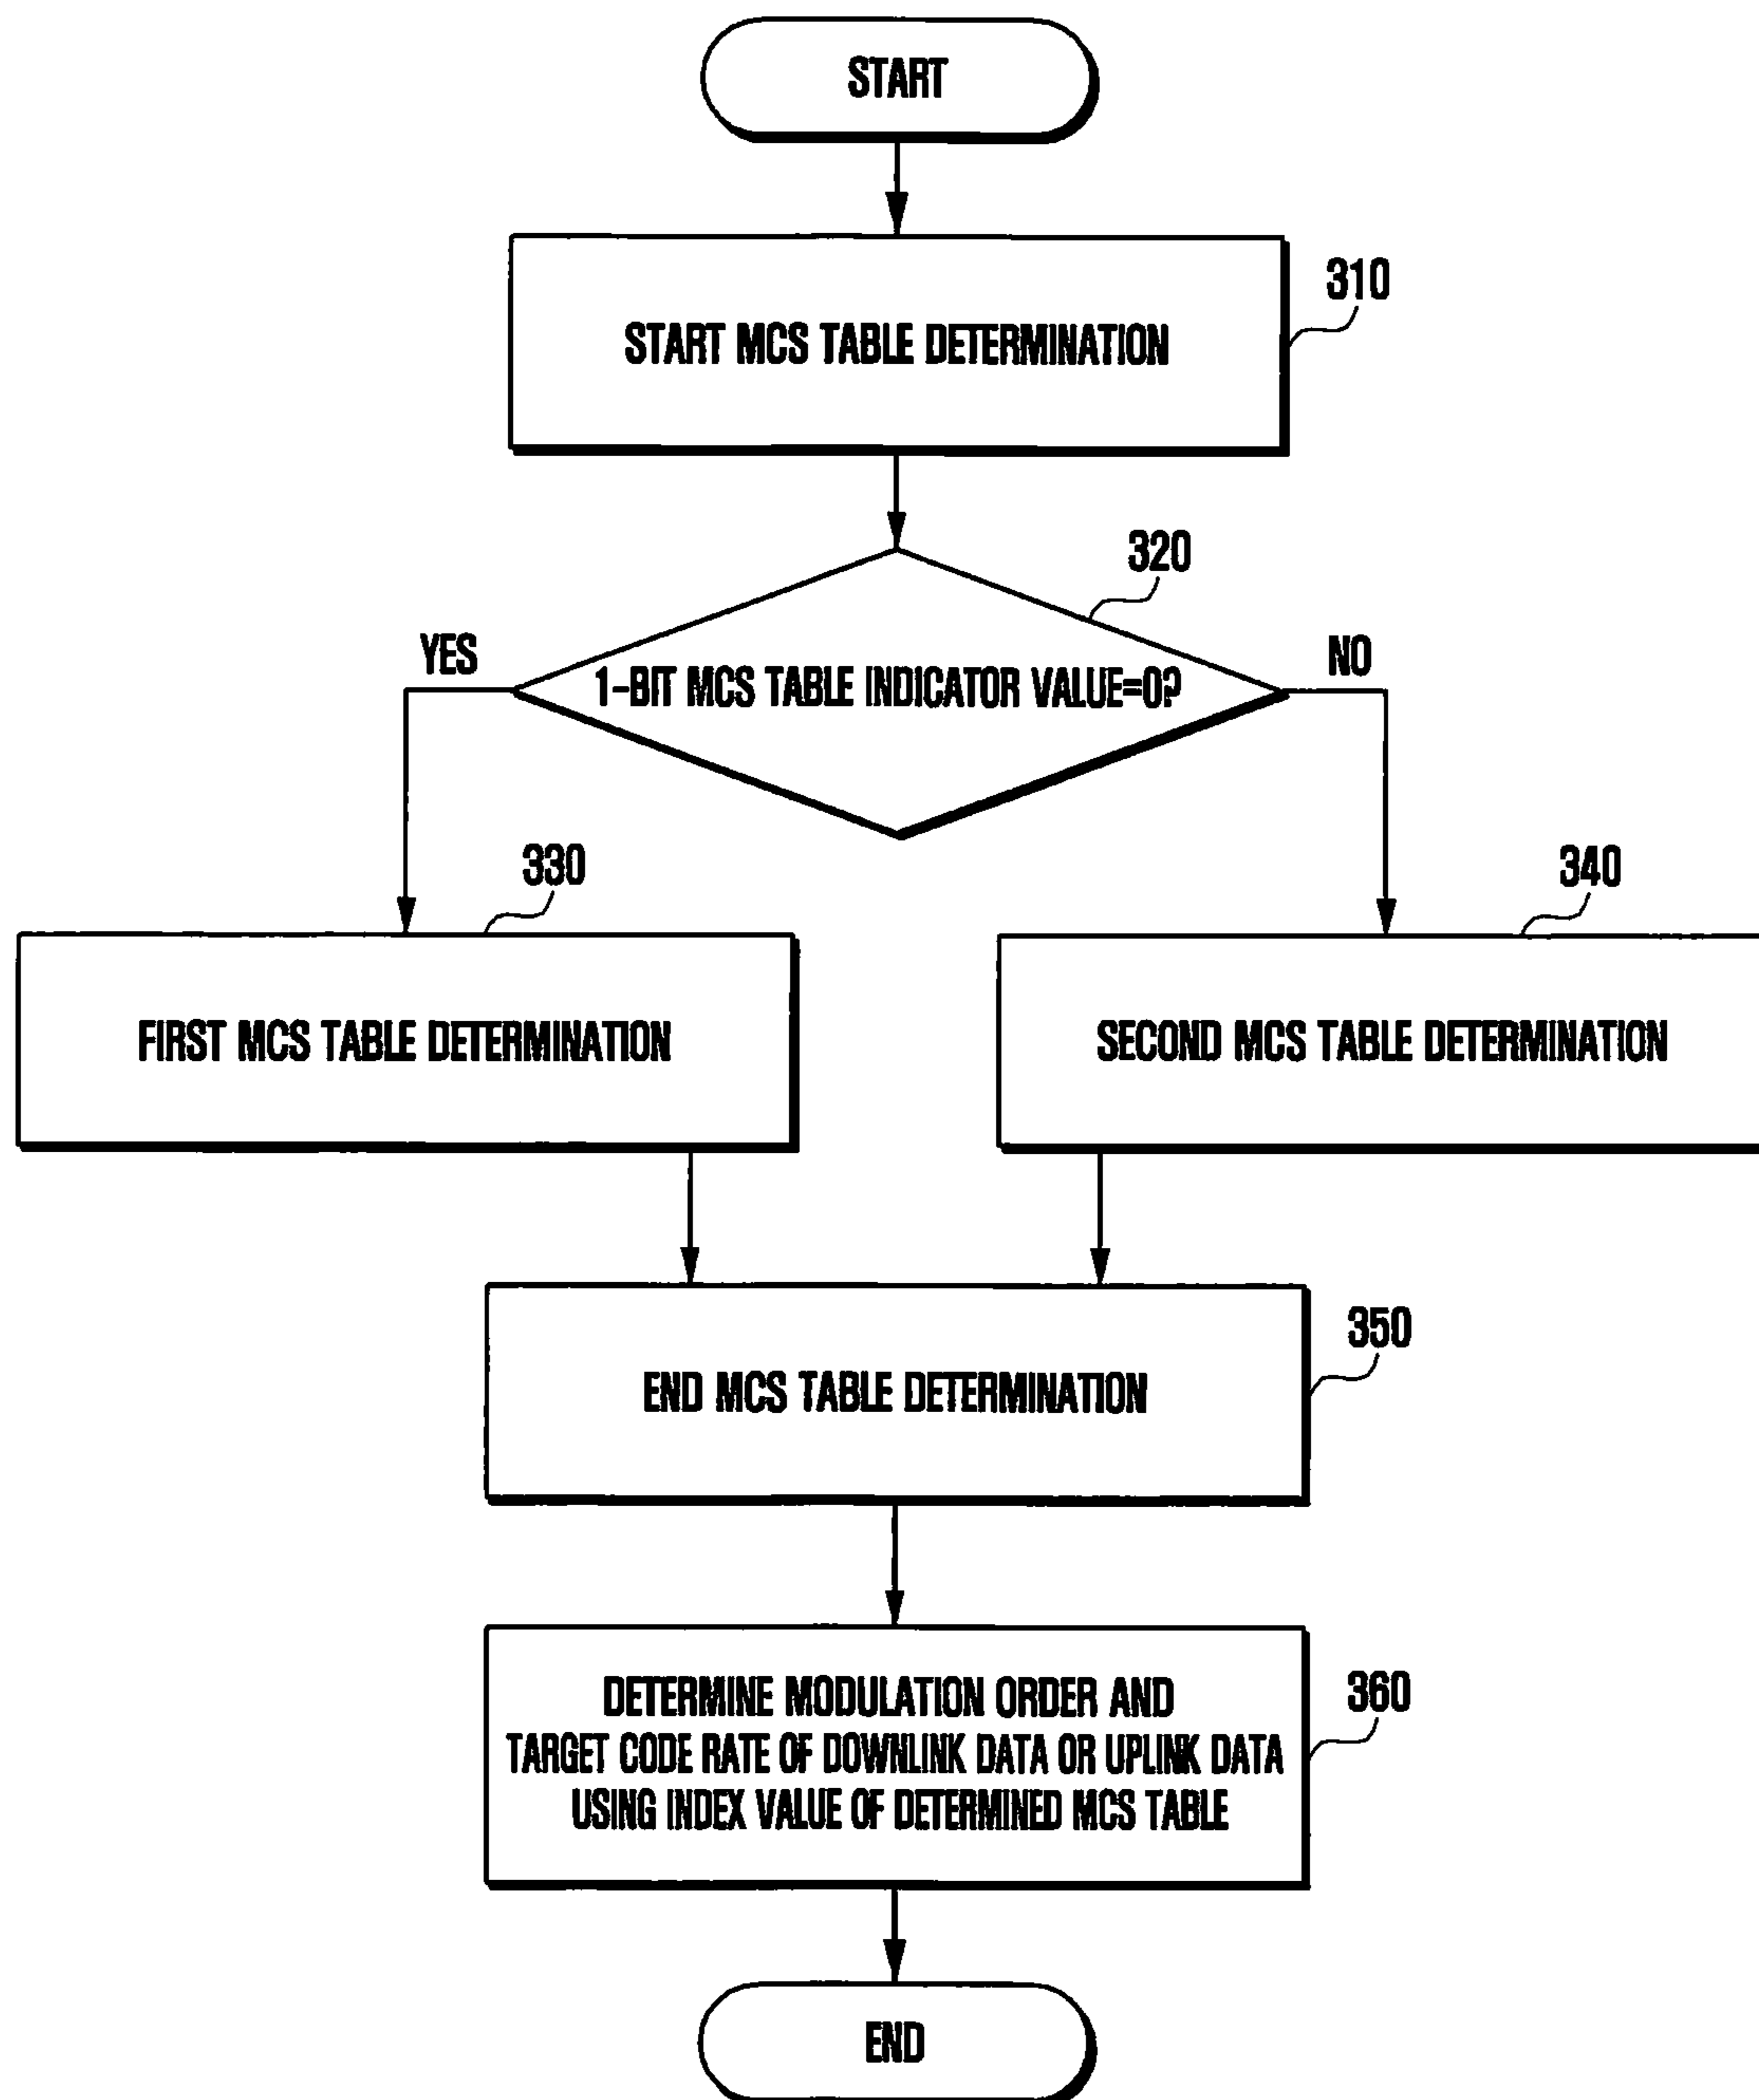 START
310
START MCS TABLE DETERMINATION
320
YES
NO
1-BIT MCS TABLE INDICATOR VALUE=0?
330
340
FIRST MCS TABLE DETERMINATION
SECOND MCS TABLE DETERMINATION
350
END MCS TABLE DETERMINATION
360
DETERMINE MODULATION ORDER AND
TARGET CODE RATE OF DOWNLINK DATA OR UPLINK DATA
USING INDEX VALUE OF DETERMINED MCS TABLE
END